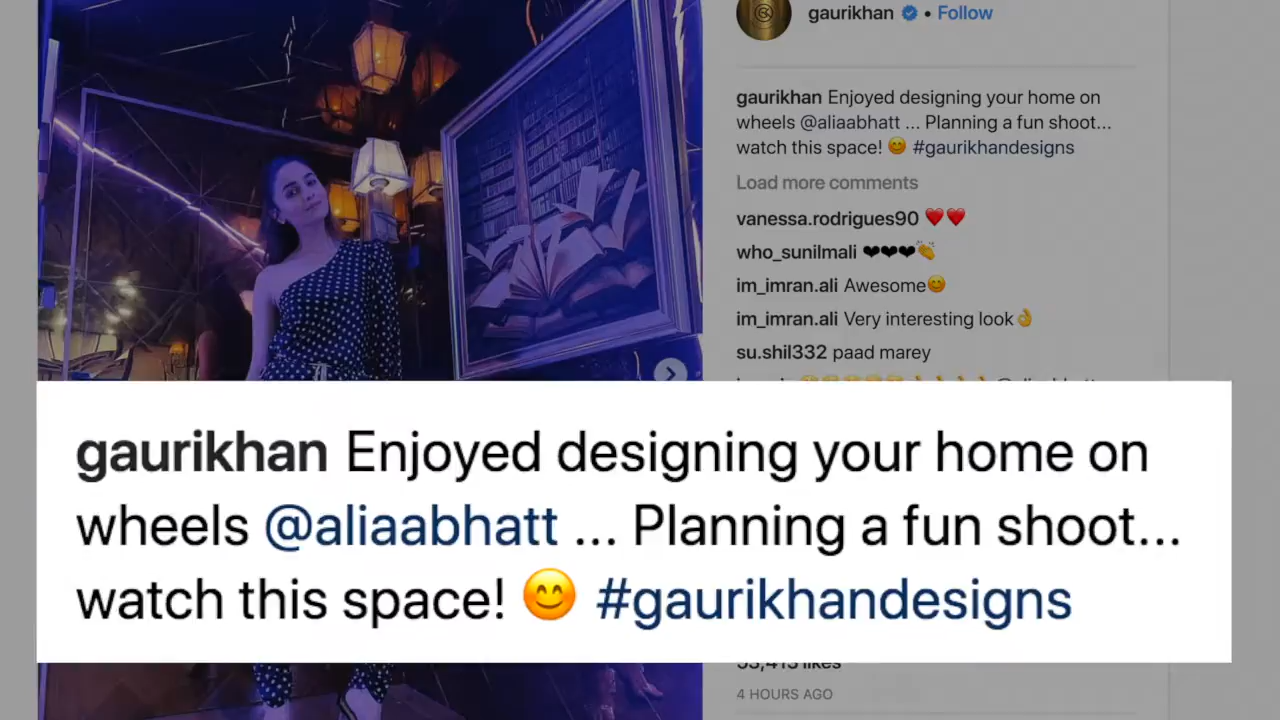 gaurikhan • Follow
gaurikhan Enjoyed designing your home on
wheels @aliaabhatt ... Planning a fun shoot...
watch this space! 😊 #gaurikhandesigns
Load more comments
vanessa.rodrigues90 ❤️❤️
who_sunilmali ❤❤❤👏
im_imran.ali Awesome😊
im_imran.ali Very interesting look👌
su.shil332 paad marey
gaurikhan Enjoyed designing your home on
wheels @aliaabhatt ... Planning a fun shoot...
watch this space! 😊 #gaurikhandesigns
likes
4 HOURS AGO